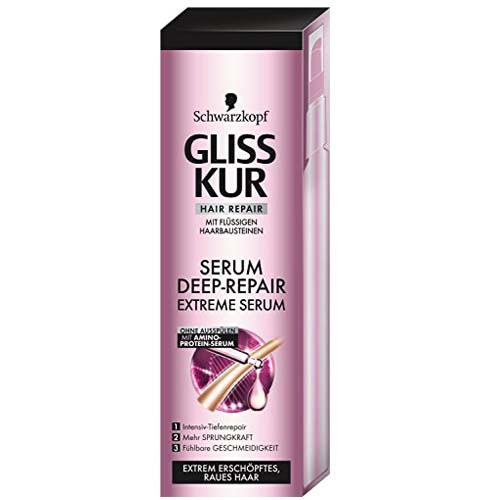 Schwarzkopf
GLISS
KUR
HAIR REPAIR
MIT FLÜSSIGEN
HAARBAUSTEINEN
SERUM
DEEP-REPAIR
EXTREME SERUM
OHNE AUSSPÜLEN
MIT AMINO-
PROTEIN-SERUM
1 Intensiv-Tiefenrepair
2 Mehr SPRUNGKRAFT
3 Fühlbare GESCHMEIDIGKEIT
EXTREM ERSCHÖPFTES,
RAUES HAAR